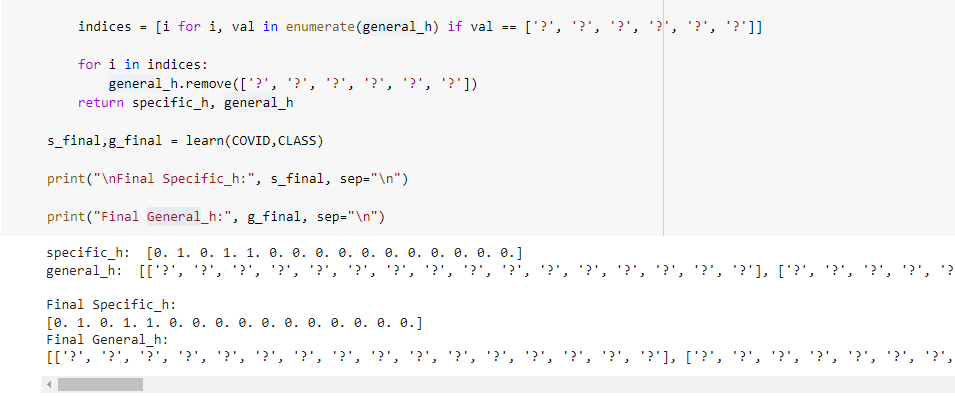 indices = [i for i, val in enumerate(general_h) if val == ['?', '?', '?', '?', '?', '?']]
for i in indices:
general_h.remove(['?', '?', '?', '?', '?', '?'])
return specific_h, general_h
s_final,g_final = learn(COVID,CLASS)
print("\nFinal Specific_h:", s_final, sep="\n")
print("Final General_h:", g_final, sep="\n")
specific_h:  [0. 1. 0. 1. 1. 0. 0. 0. 0. 0. 0. 0. 0. 0. 0. 0.]
general_h:  [['?', '?', '?', '?', '?', '?', '?', '?', '?', '?', '?', '?', '?', '?', '?', '?'], ['?', '?', '?', '?', '?
Final Specific_h:
[0. 1. 0. 1. 1. 0. 0. 0. 0. 0. 0. 0. 0. 0. 0. 0.]
Final General_h:
[['?', '?', '?', '?', '?', '?', '?', '?', '?', '?', '?', '?', '?', '?', '?', '?'], ['?', '?', '?', '?', '?', '?', '?',